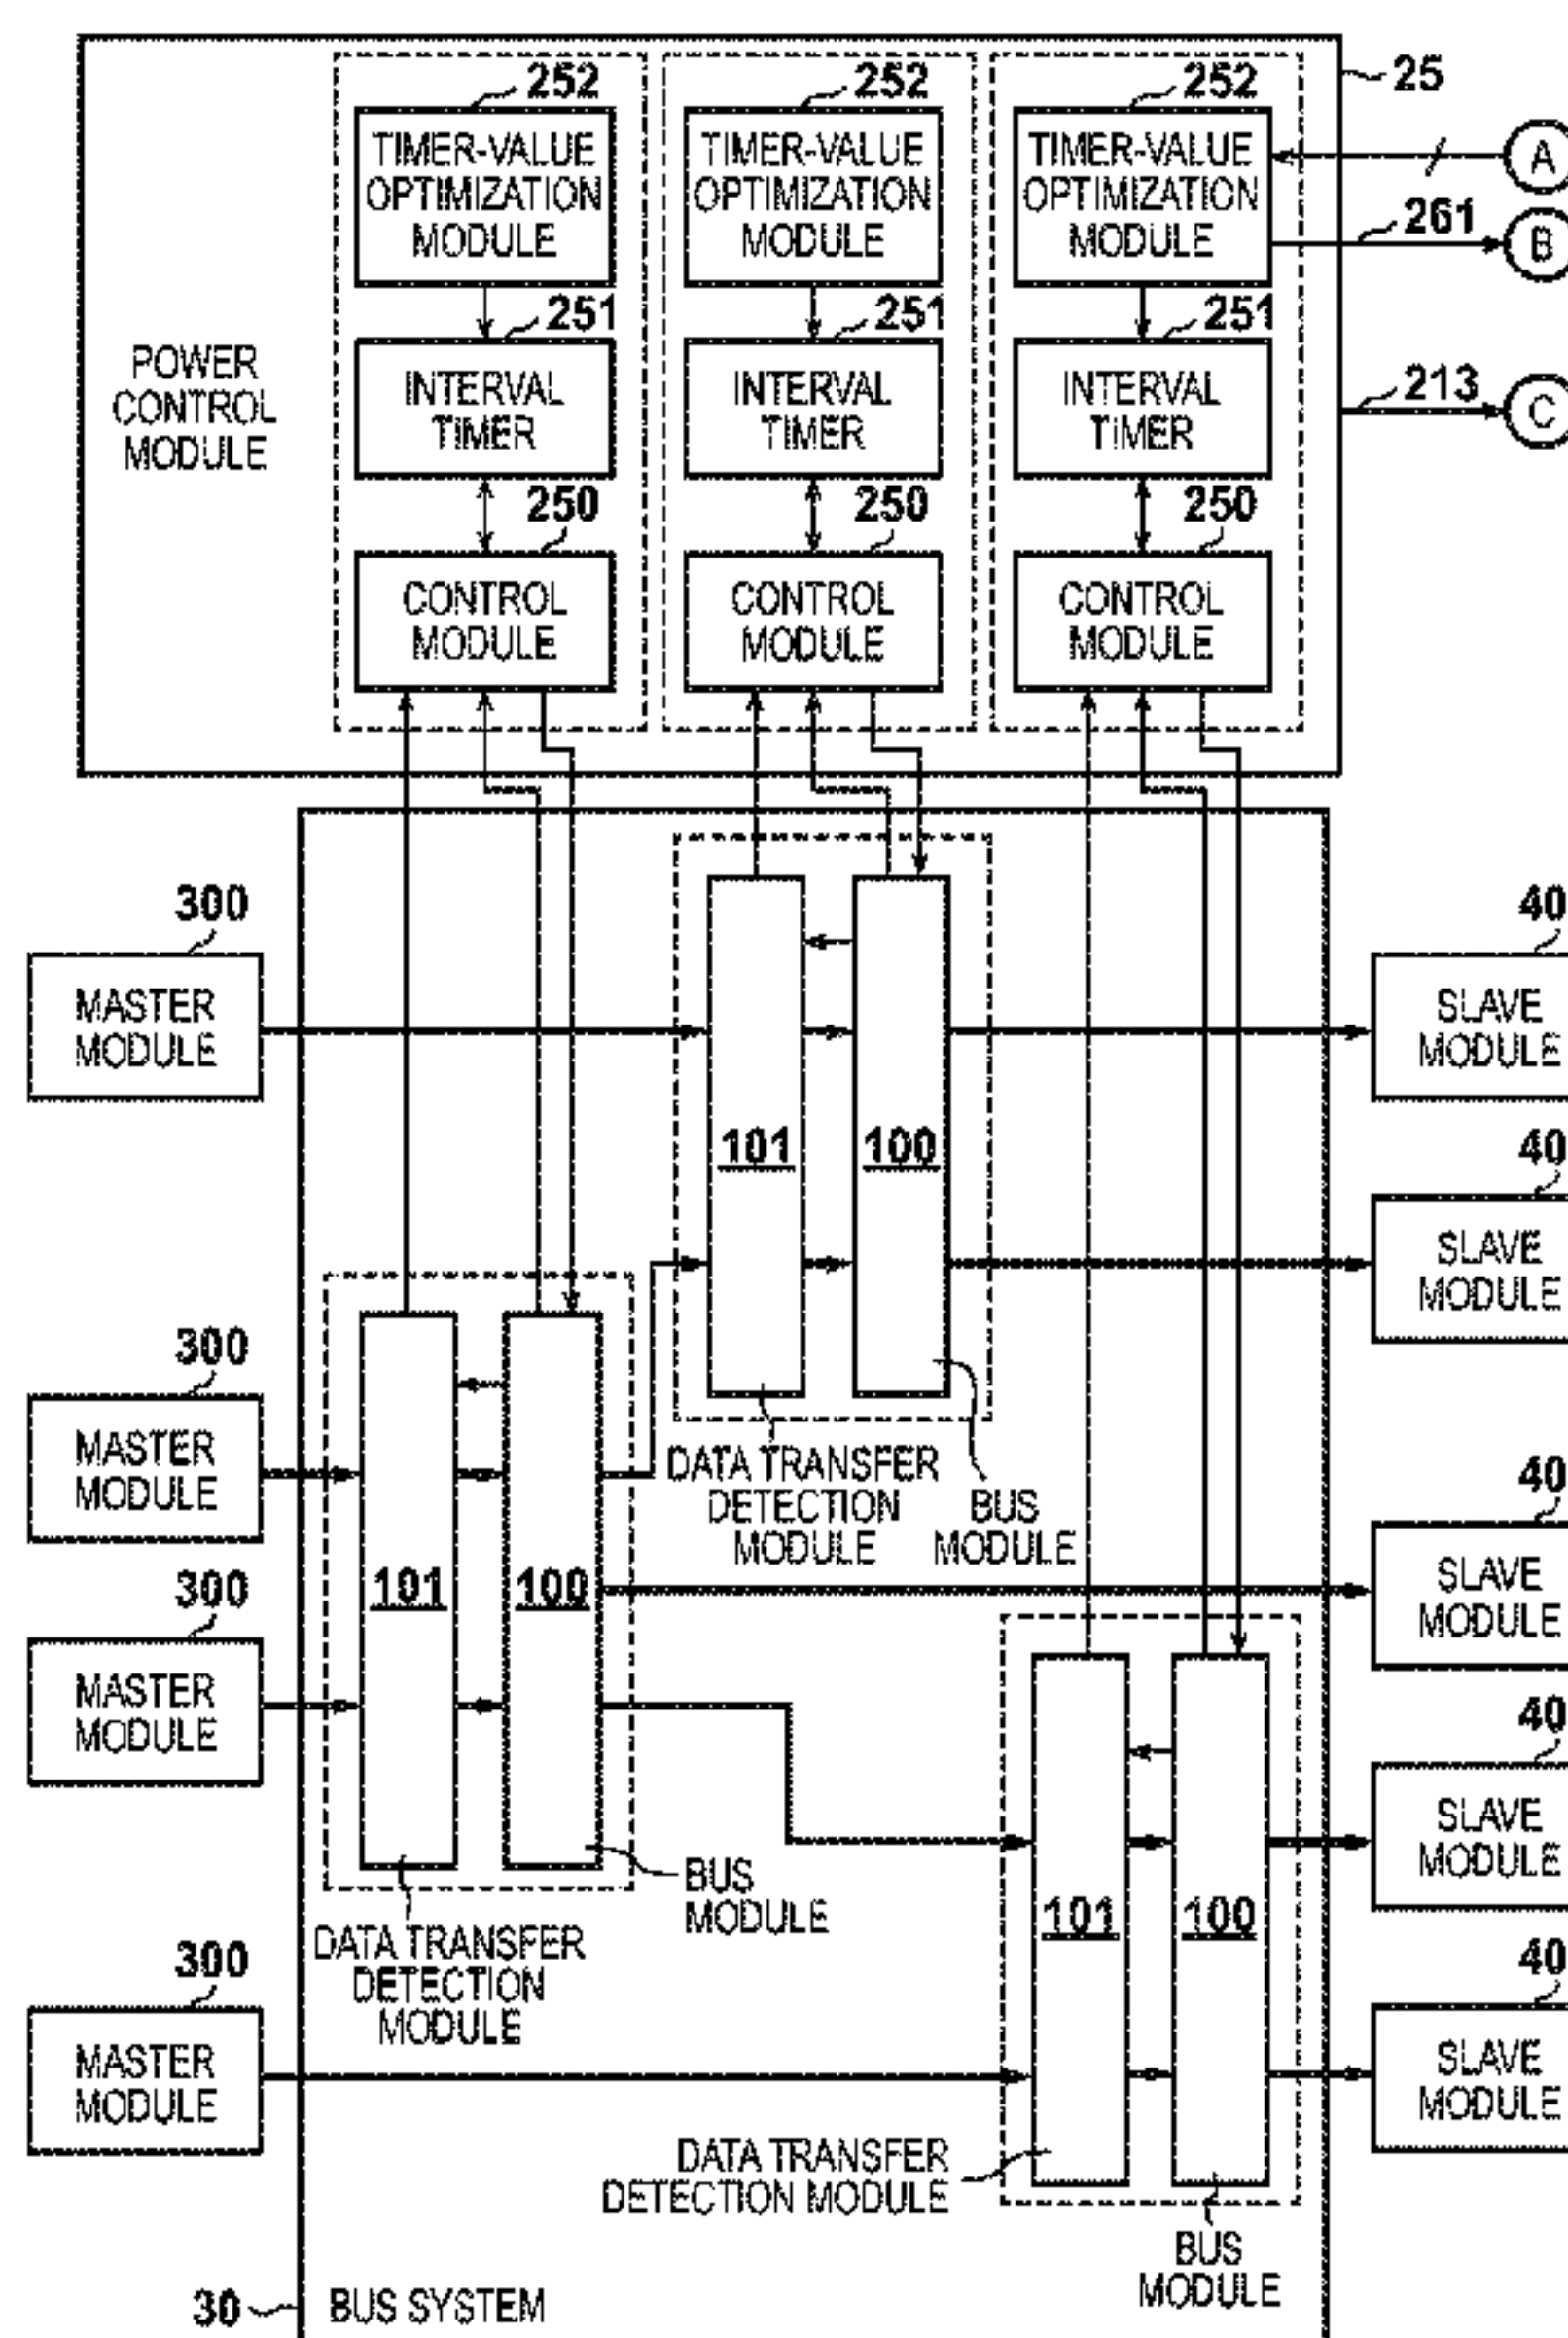 252
252
252
25
TIMER-VALUE
OPTIMIZATION
MODULE
TIMER-VALUE
OPTIMIZATION
MODULE
TIMER-VALUE
OPTIMIZATION
MODULE
A
261
B
251
251
251
POWER
CONTROL
MODULE
INTERVAL
TIMER
INTERVAL
TIMER
INTERVAL
TIMER
213
C
250
250
250
CONTROL
MODULE
CONTROL
MODULE
CONTROL
MODULE
300
MASTER
MODULE
40
SLAVE
MODULE
101
100
40
SLAVE
MODULE
300
MASTER
MODULE
DATA TRANSFER
DETECTION
MODULE
BUS
MODULE
40
SLAVE
MODULE
101
100
300
MASTER
MODULE
40
SLAVE
MODULE
BUS
MODULE
101
100
DATA TRANSFER
DETECTION
MODULE
300
MASTER
MODULE
40
SLAVE
MODULE
DATA TRANSFER
DETECTION MODULE
BUS
MODULE
30
BUS SYSTEM